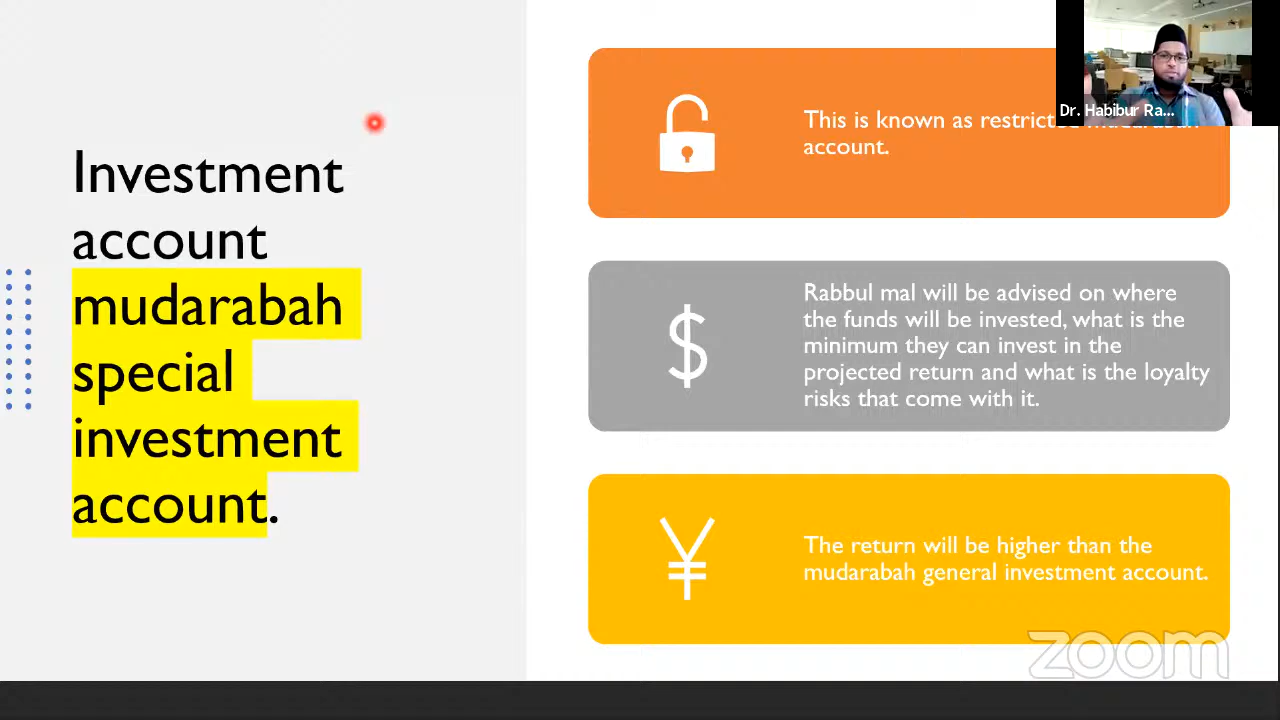 Investment
account
mudarabah
special
investment
account.
This is known as restricted mudarabah
account.
Rabbul mal will be advised on where
the funds will be invested, what is the
minimum they can invest in the
projected return and what is the loyalty
risks that come with it.
The return will be higher than the
mudarabah general investment account.
Dr. Habibur Ra...
zoom